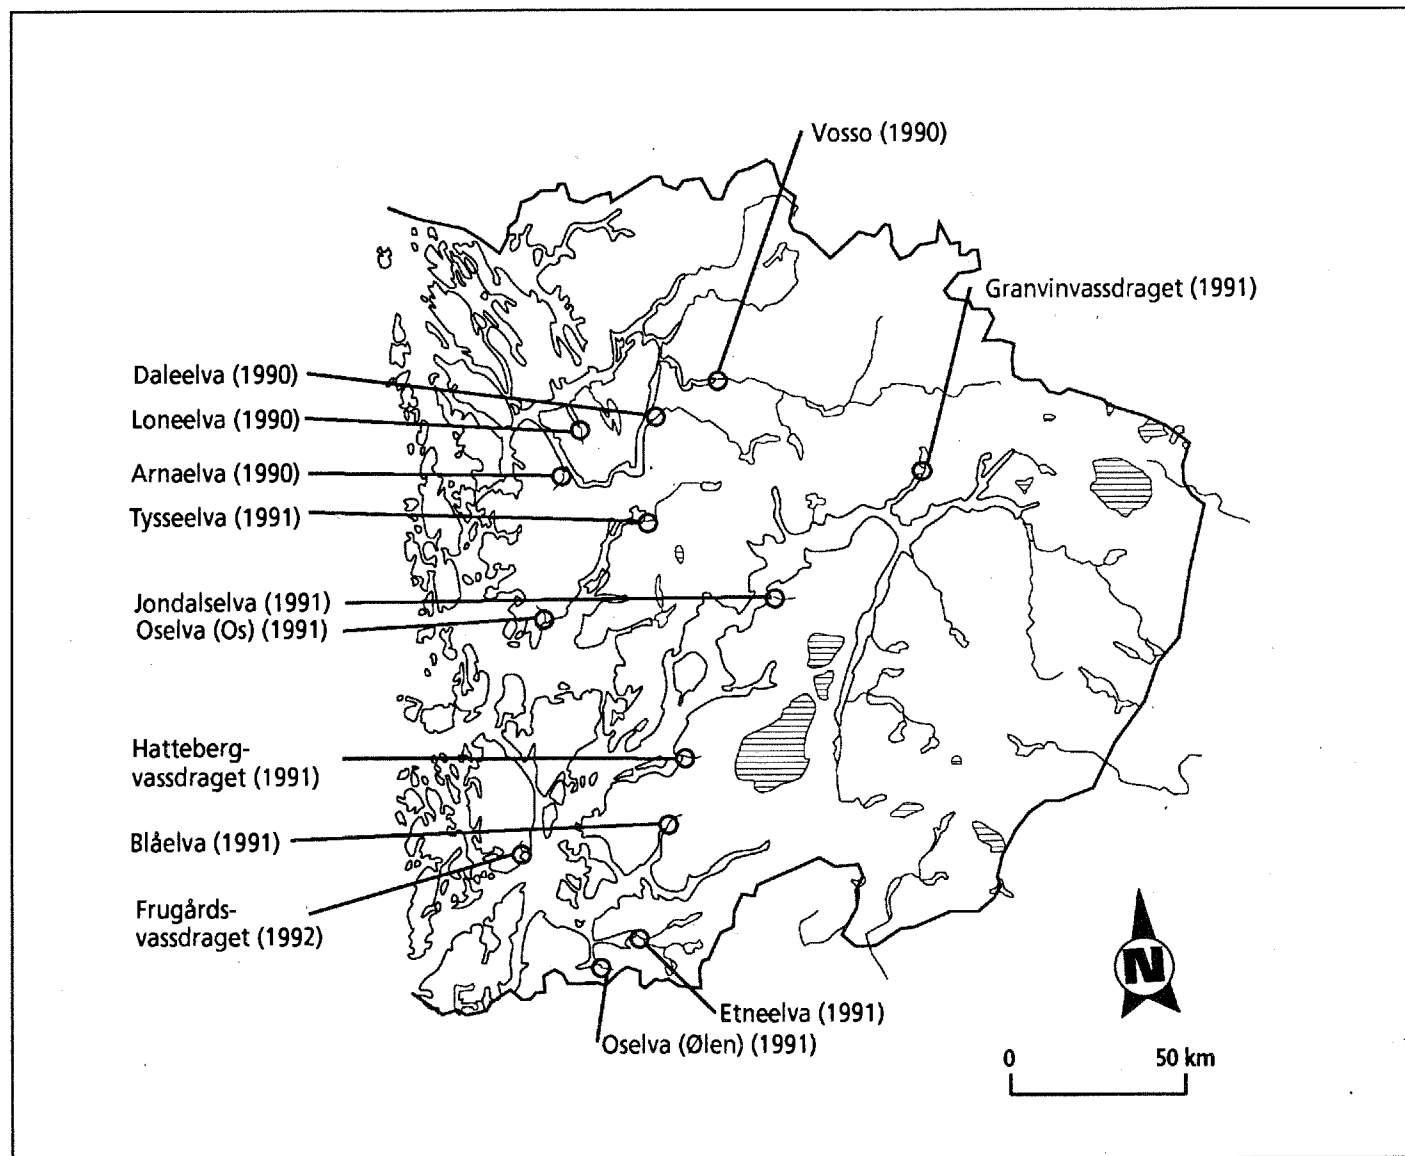 Vosso (1990)
Granvinvassdraget (1991)
Daleelva (1990)
Loneelva (1990)
Arnaelva (1990)
Tysseelva (1991)
Jondalselva (1991)
Oselva (Os) (1991)
Hatteberg-
vassdraget (1991)
Blåelva (1991)
Frugårds-
vassdraget (1992)
Etneelva (1991)
Oselva (Ølen) (1991)
N
0 50 km